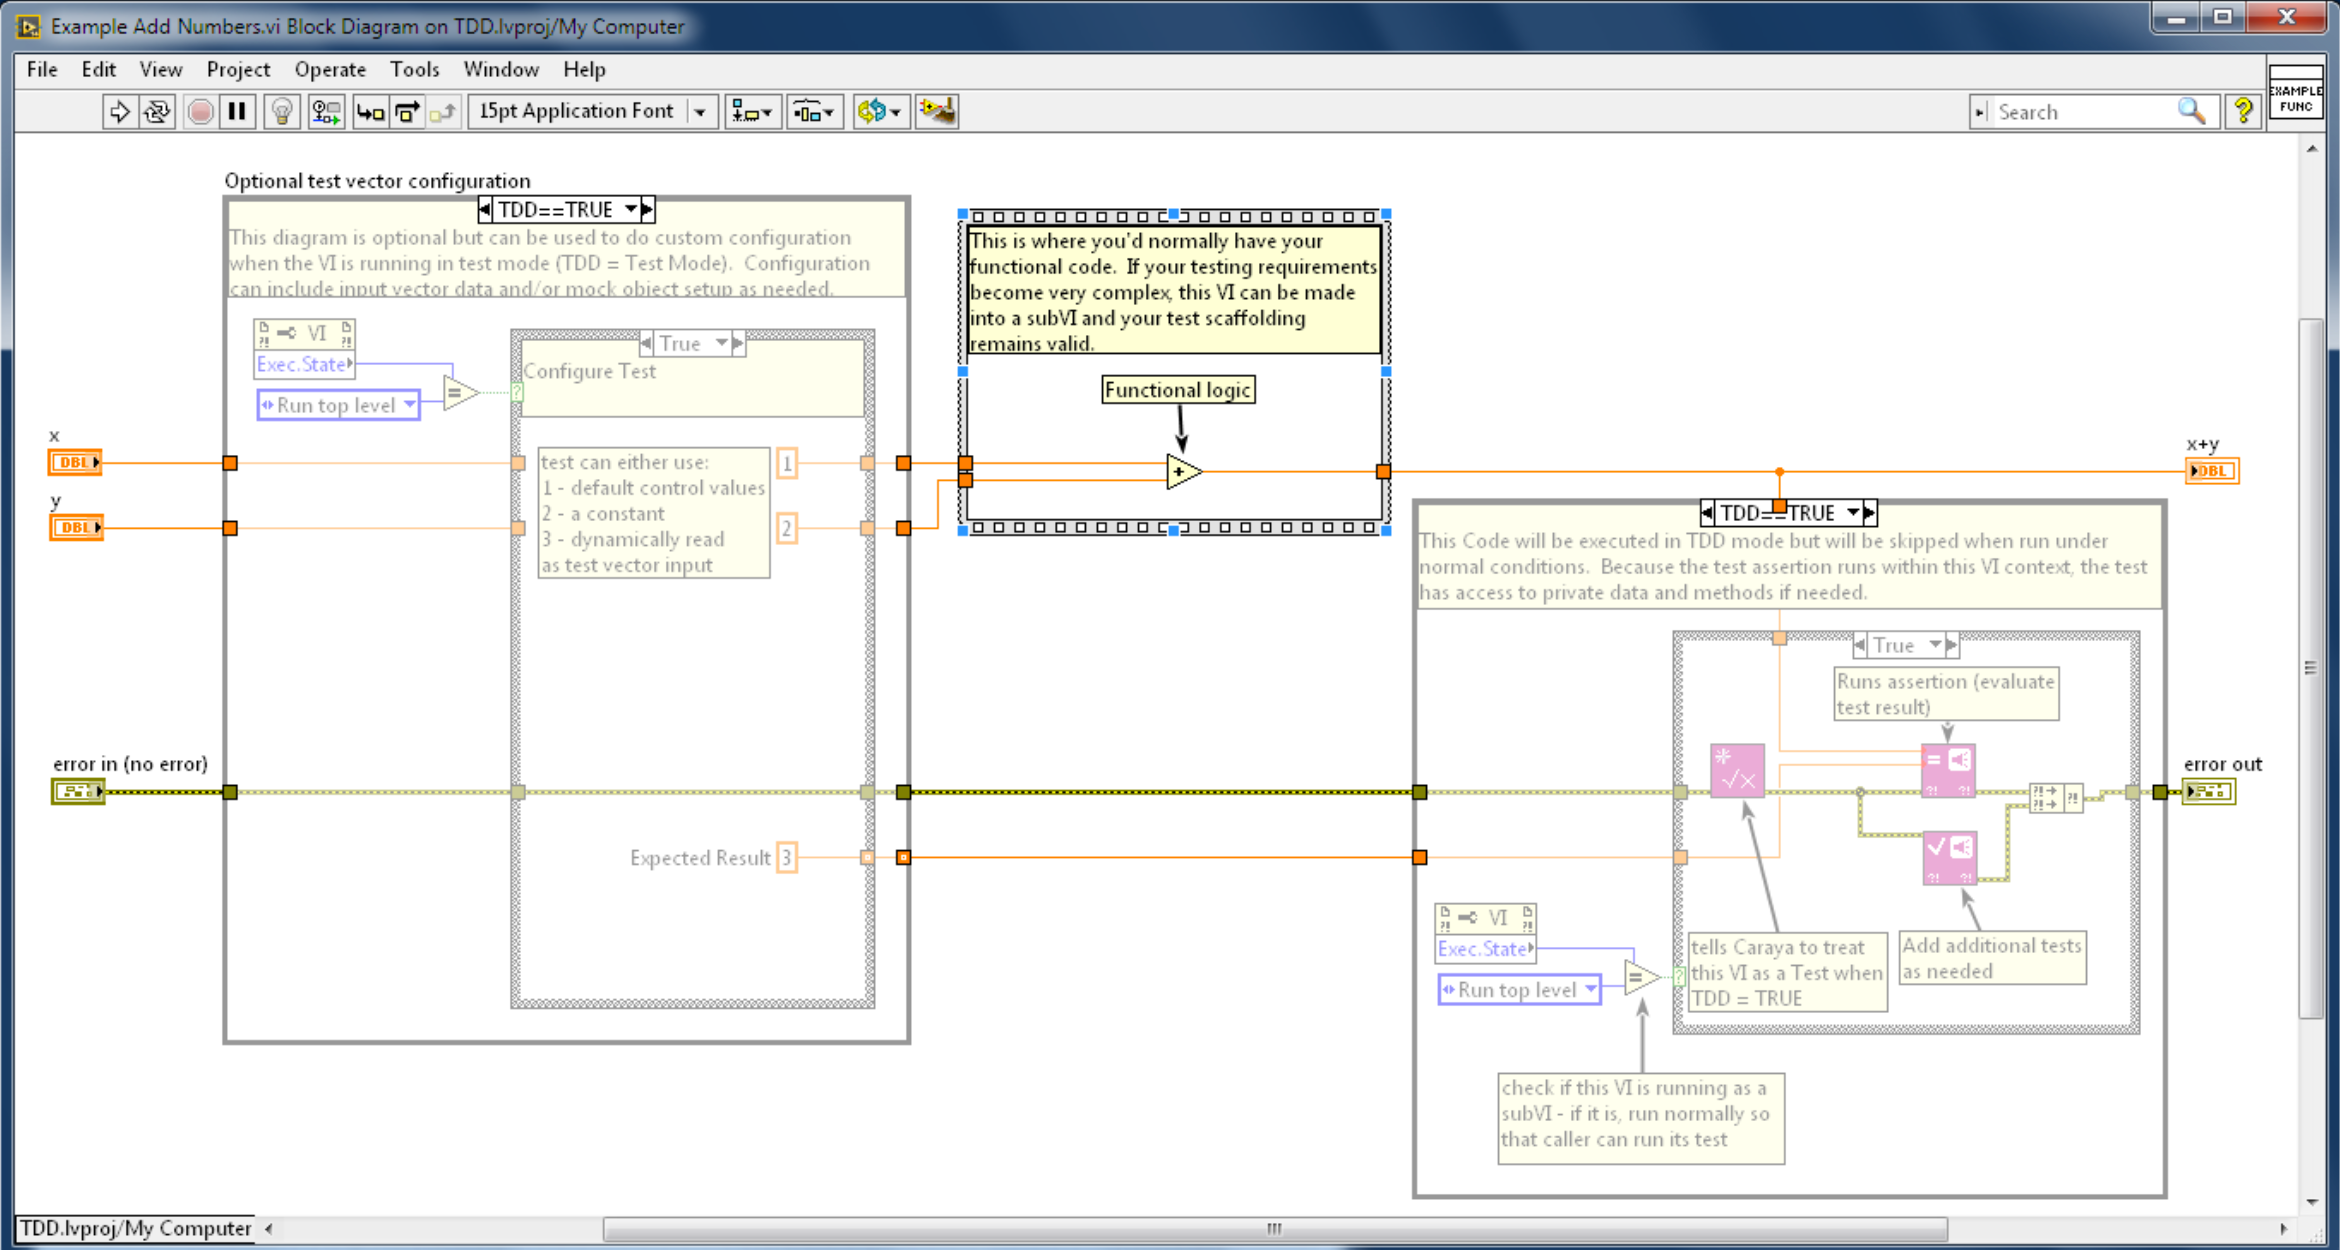 Example Add Numbers.vi Block Diagram on TDD.lvproj/My Computer
File Edit View Project Operate Tools Window Help
15pt Application Font
Search
EXAMPLE
FUNC
Optional test vector configuration
TDD==TRUE
This diagram is optional but can be used to do custom configuration
when the VI is running in test mode (TDD = Test Mode). Configuration
can include input vector data and/or mock object setup as needed.
VI
Exec.State
Run top level
=
True
Configure Test
?
x
DBL
y
DBL
test can either use:
1 - default control values
2 - a constant
3 - dynamically read
as test vector input
1
2
Expected Result 3
error in (no error)
This is where you'd normally have your
functional code. If your testing requirements
become very complex, this VI can be made
into a subVI and your test scaffolding
remains valid.
Functional logic
+
x+y
DBL
TDD==TRUE
This Code will be executed in TDD mode but will be skipped when run under
normal conditions. Because the test assertion runs within this VI context, the test
has access to private data and methods if needed.
True
Runs assertion (evaluate
test result)
* √x
=
?! ?!
?! ?!
error out
VI
Exec.State
Run top level
=
?
tells Caraya to treat
this VI as a Test when
TDD = TRUE
Add additional tests
as needed
check if this VI is running as a
subVI - if it is, run normally so
that caller can run its test
TDD.lvproj/My Computer